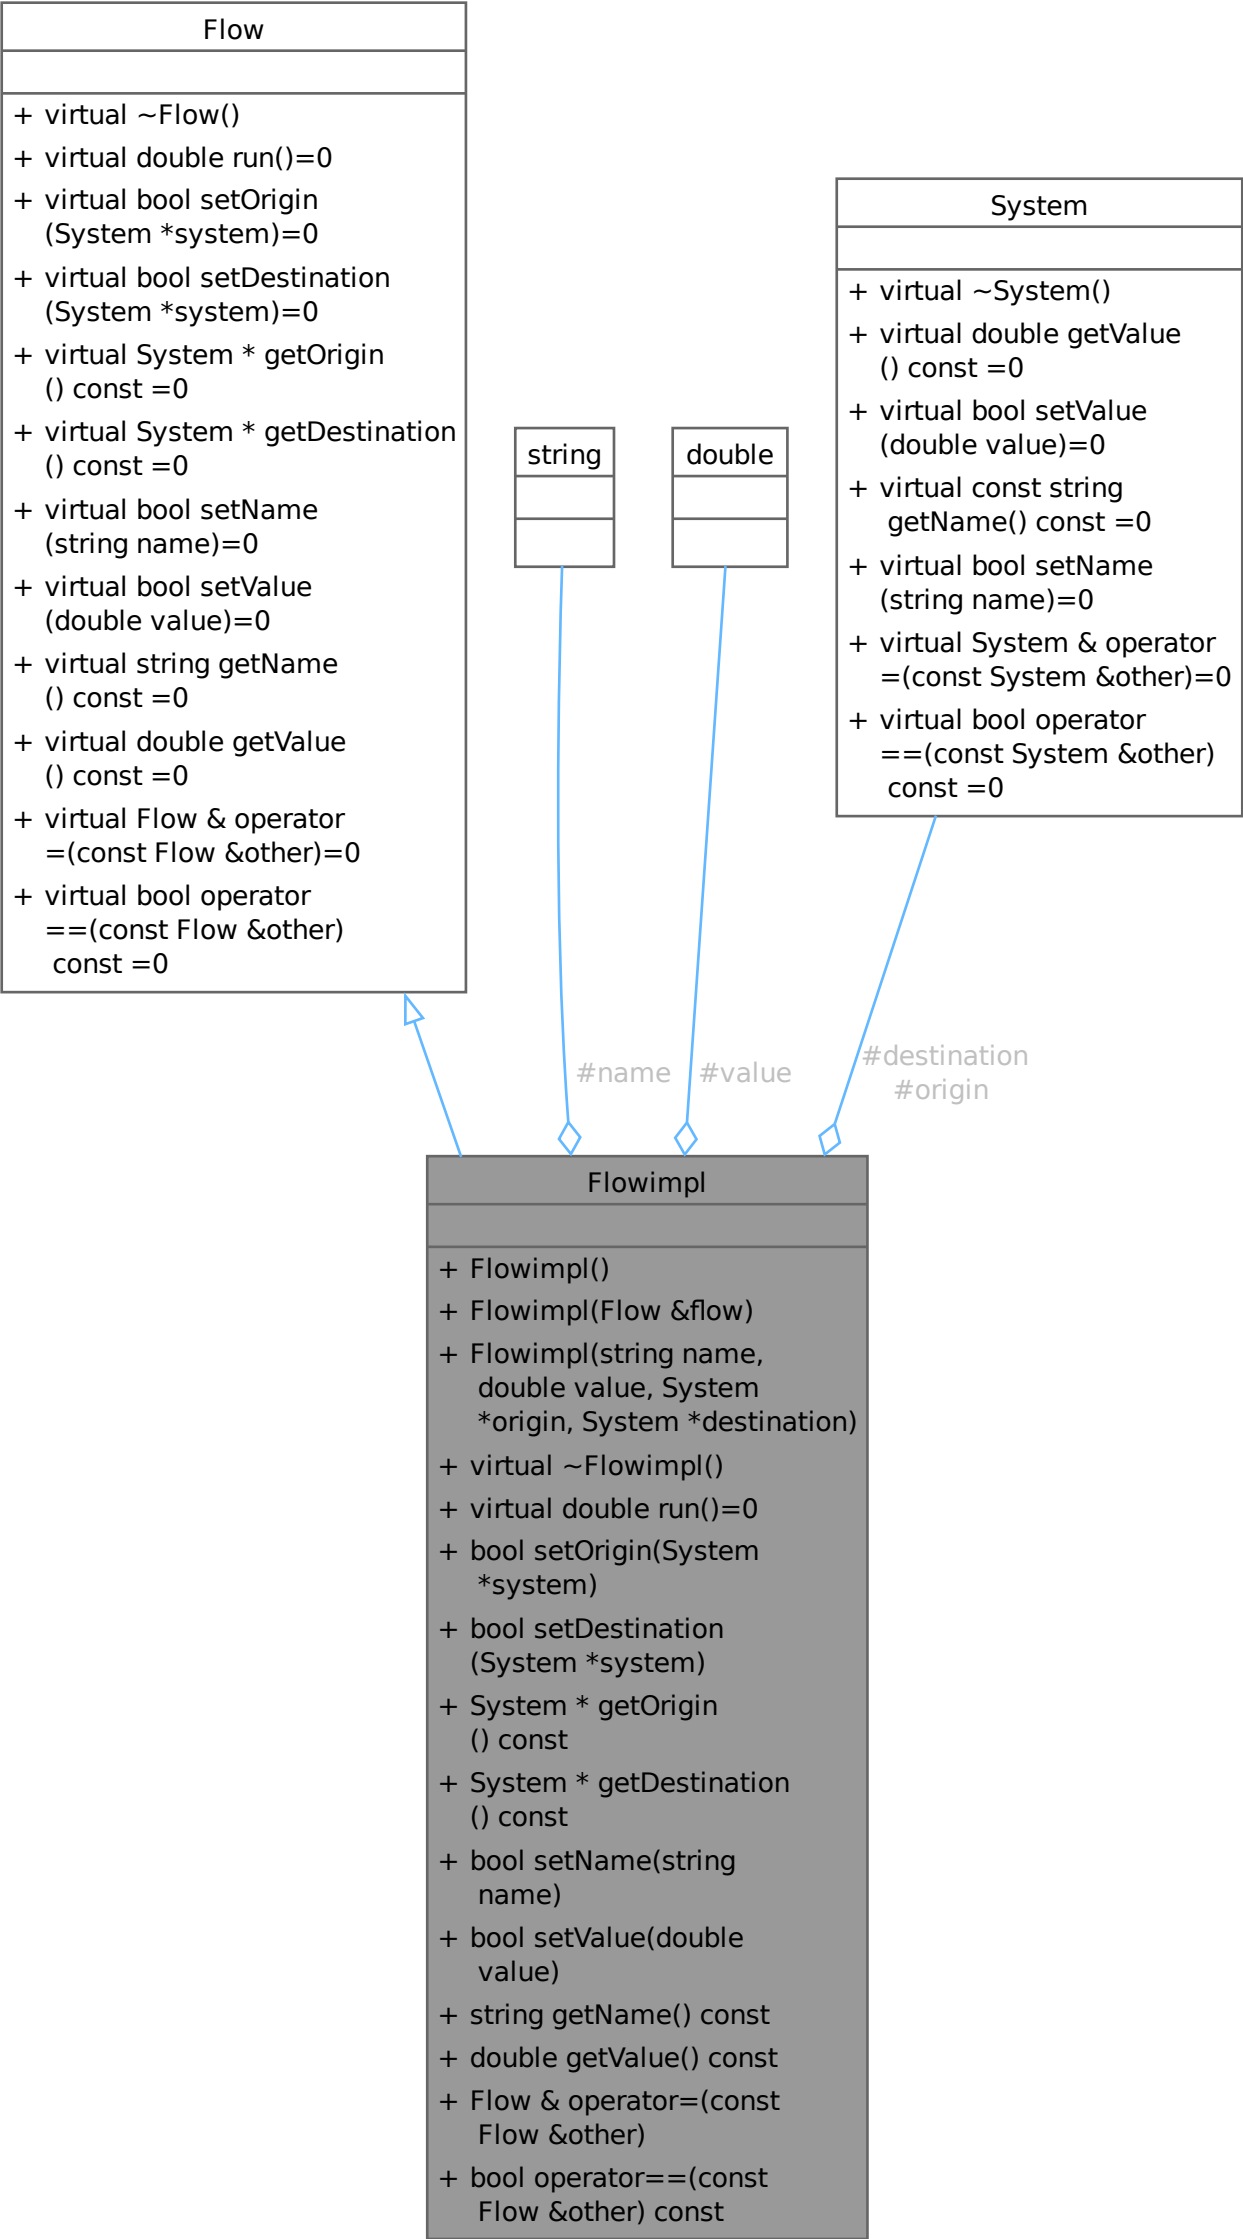 Flow
+ virtual ~Flow()
+ virtual double run()=0
+ virtual bool setOrigin
(System *system)=0
+ virtual bool setDestination
(System *system)=0
+ virtual System * getOrigin
() const =0
+ virtual System * getDestination
() const =0
+ virtual bool setName
(string name)=0
+ virtual bool setValue
(double value)=0
+ virtual string getName
() const =0
+ virtual double getValue
() const =0
+ virtual Flow & operator
=(const Flow &other)=0
+ virtual bool operator
==(const Flow &other)
const =0
string
double
System
+ virtual ~System()
+ virtual double getValue
() const =0
+ virtual bool setValue
(double value)=0
+ virtual const string
getName() const =0
+ virtual bool setName
(string name)=0
+ virtual System & operator
=(const System &other)=0
+ virtual bool operator
==(const System &other)
const =0
#name
#value
#destination
#origin
Flowimpl
+ Flowimpl()
+ Flowimpl(Flow &flow)
+ Flowimpl(string name,
double value, System
*origin, System *destination)
+ virtual ~Flowimpl()
+ virtual double run()=0
+ bool setOrigin(System
*system)
+ bool setDestination
(System *system)
+ System * getOrigin
() const
+ System * getDestination
() const
+ bool setName(string
name)
+ bool setValue(double
value)
+ string getName() const
+ double getValue() const
+ Flow & operator=(const
Flow &other)
+ bool operator==(const
Flow &other) const